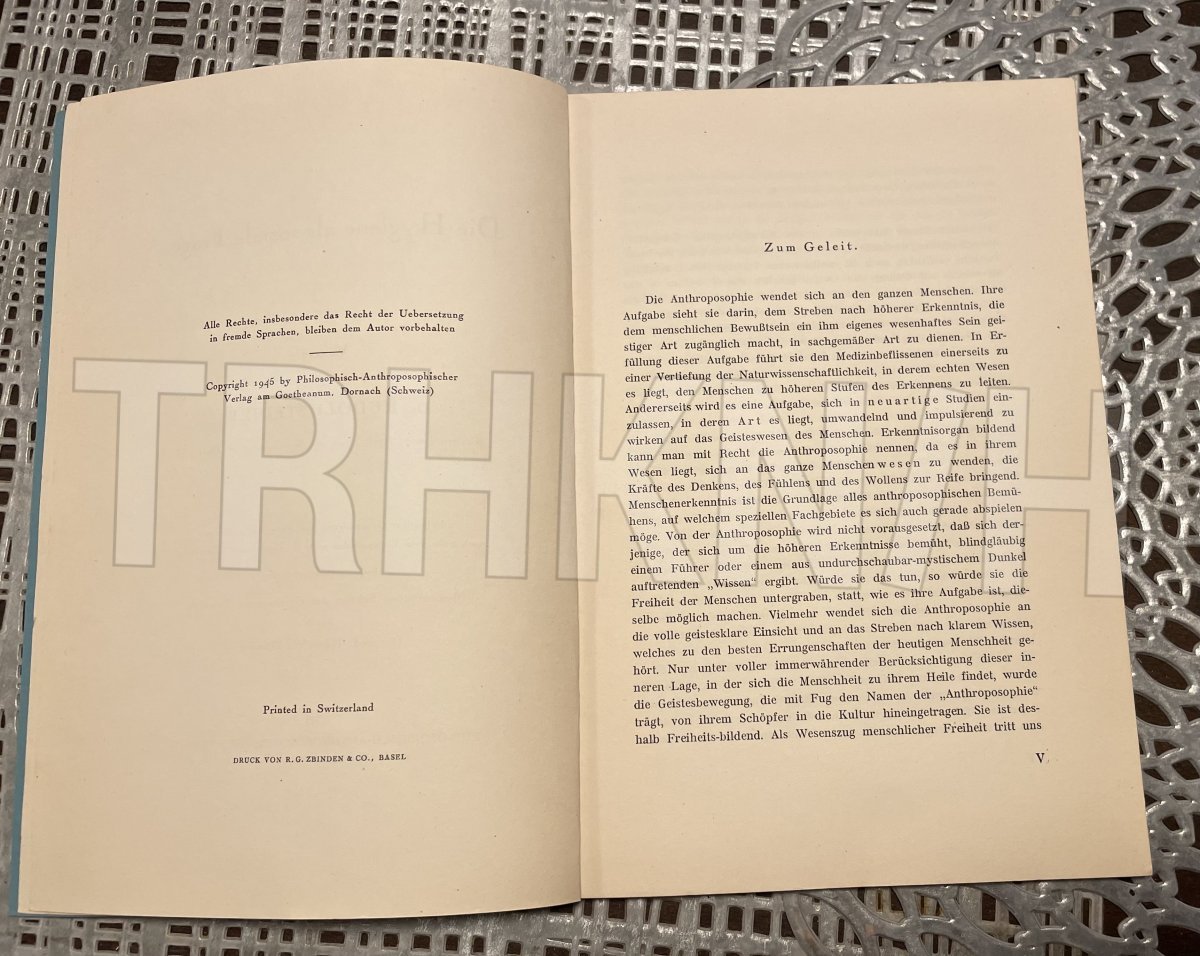 Alle Rechte, insbesondere das Recht der Uebersetzung
in fremde Sprachen, bleiben dem Autor vorbehalten
Copyright 1945 by Philosophisch-Anthroposophischer
Verlag am Goetheanum. Dornach (Schweiz)
Printed in Switzerland
DRUCK VON R. G. ZBINDEN & CO., BASEL
Zum Geleit.
Die Anthroposophie wendet sich an den ganzen Menschen. Ihre
Aufgabe sieht sie darin, dem Streben nach höherer Erkenntnis, die
dem menschlichen Bewußtsein ein ihm eigenes wesenhaftes Sein gei-
stiger Art zugänglich macht, in sachgemäßer Art zu dienen. In Er-
füllung dieser Aufgabe führt sie den Medizinbeflissenen einerseits zu
einer Vertiefung der Naturwissenschaftlichkeit, in derem echten Wesen
es liegt, den Menschen zu höheren Stufen des Erkennens zu leiten.
Andererseits wird es eine Aufgabe, sich in neuartige Studien ein-
zulassen, in deren Art es liegt, umwandelnd und impulsierend zu
wirken auf das Geisteswesen des Menschen. Erkenntnisorgan bildend
kann man mit Recht die Anthroposophie nennen, da es in ihrem
Wesen liegt, sich an das ganze Menschenwesen zu wenden, die
Kräfte des Denkens, des Fühlens und des Wollens zur Reife bringend.
Menschenerkenntnis ist die Grundlage alles anthroposophischen Bemü-
hens, auf welchem speziellen Fachgebiete es sich auch gerade abspielen
möge. Von der Anthroposophie wird nicht vorausgesetzt, daß sich der-
jenige, der sich um die höheren Erkenntnisse bemüht, blindgläubig
einem Führer oder einem aus undurchschaubar-mystischem Dunkel
auftretenden „Wissen“ ergibt. Würde sie das tun, so würde sie die
Freiheit der Menschen untergraben, statt, wie es ihre Aufgabe ist, die-
selbe möglich machen. Vielmehr wendet sich die Anthroposophie an
die volle geistesklare Einsicht und an das Streben nach klarem Wissen,
welches zu den besten Errungenschaften der heutigen Menschheit ge-
hört. Nur unter voller immerwährender Berücksichtigung dieser in-
neren Lage, in der sich die Menschheit zu ihrem Heile findet, wurde
die Geistesbewegung, die mit Fug den Namen der „Anthroposophie“
trägt, von ihrem Schöpfer in die Kultur hineingetragen. Sie ist des-
halb Freiheits-bildend. Als Wesenszug menschlicher Freiheit tritt uns
V